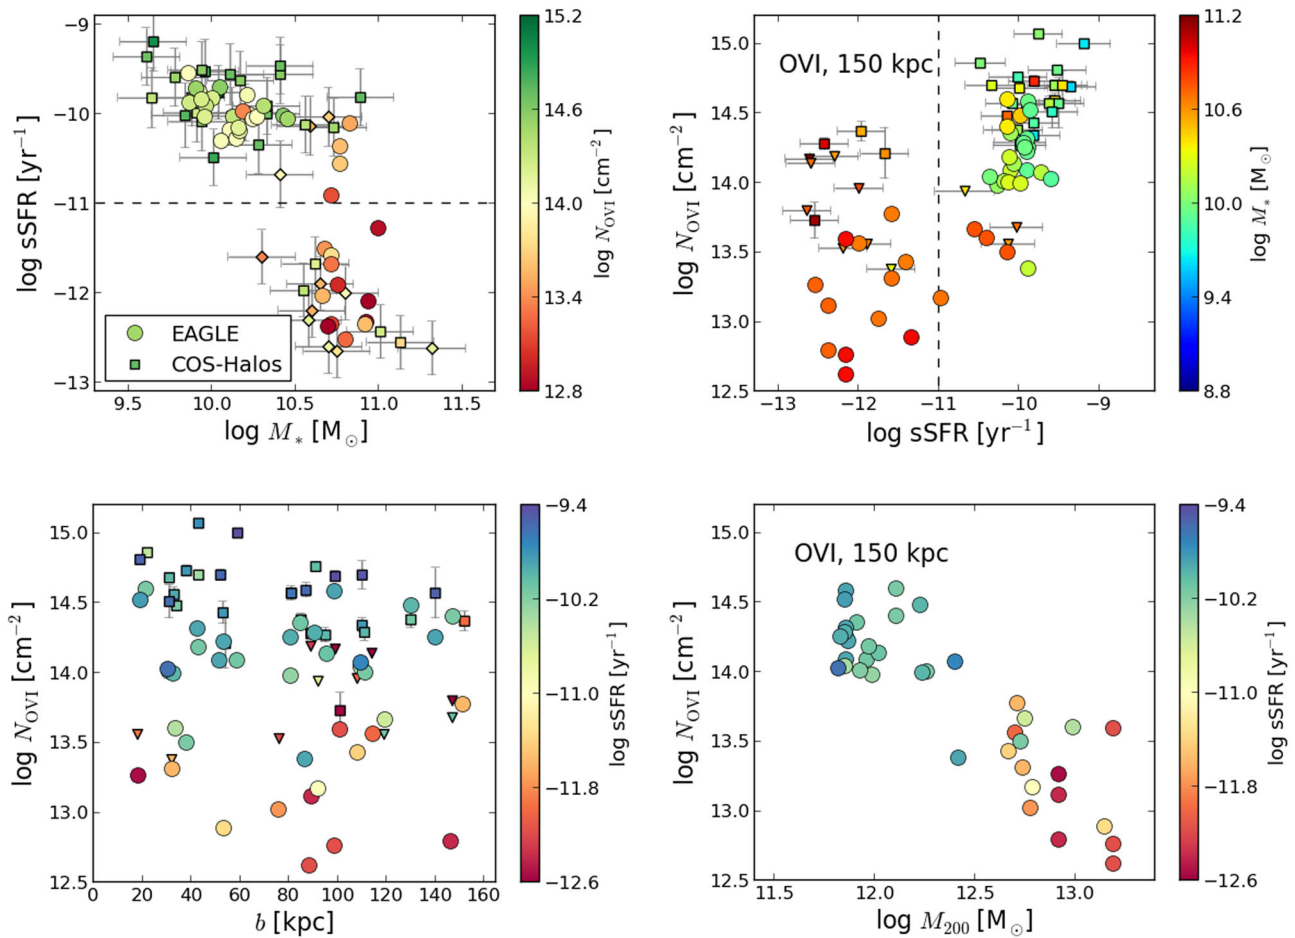 −9
−10
−11
−12
−13
log sSFR [yr⁻¹]
EAGLE
COS-Halos
9.5 10.0 10.5 11.0 11.5
log M* [M⊙]
15.2
14.6
14.0
13.4
12.8
log N_OVI [cm⁻²]
OVI, 150 kpc
15.0
14.5
14.0
13.5
13.0
12.5
log N_OVI [cm⁻²]
−13 −12 −11 −10 −9
log sSFR [yr⁻¹]
11.2
10.6
10.0
9.4
8.8
log M* [M⊙]
15.0
14.5
14.0
13.5
13.0
12.5
log N_OVI [cm⁻²]
0 20 40 60 80 100 120 140 160
b [kpc]
−9.4
−10.2
−11.0
−11.8
−12.6
log sSFR [yr⁻¹]
OVI, 150 kpc
15.0
14.5
14.0
13.5
13.0
12.5
log N_OVI [cm⁻²]
11.5 12.0 12.5 13.0
log M₂₀₀ [M⊙]
−9.4
−10.2
−11.0
−11.8
−12.6
log sSFR [yr⁻¹]